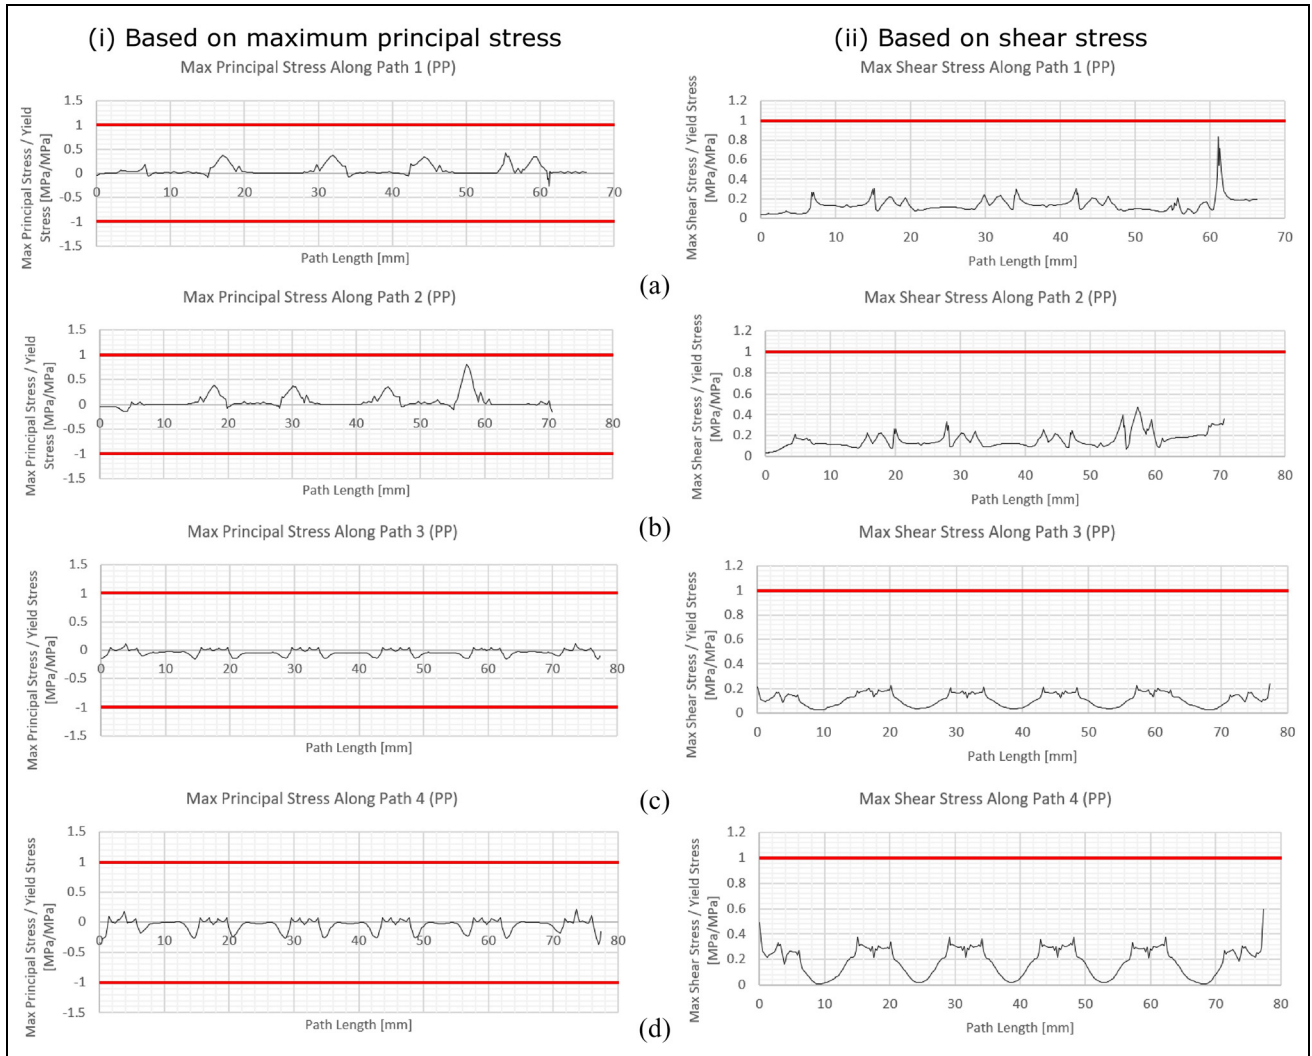 (i) Based on maximum principal stress
(ii) Based on shear stress
Max Principal Stress Along Path 1 (PP)
Max Principal Stress / Yield
Stress [MPa/MPa]
1.5
1
0.5
0
-0.5
-1
-1.5
0 10 20 30 40 50 60 70
Path Length [mm]
Max Shear Stress Along Path 1 (PP)
Max Shear Stress / Yield Stress
[MPa/MPa]
1.2
1
0.8
0.6
0.4
0.2
0
0 10 20 30 40 50 60 70
Path Length [mm]
(a)
Max Principal Stress Along Path 2 (PP)
Max Principal Stress / Yield
Stress [MPa/MPa]
1.5
1
0.5
0
-0.5
-1
-1.5
0 10 20 30 40 50 60 70 80
Path Length [mm]
Max Shear Stress Along Path 2 (PP)
Max Shear Stress / Yield Stress
[MPa/MPa]
1.2
1
0.8
0.6
0.4
0.2
0
0 10 20 30 40 50 60 70 80
Path Length [mm]
(b)
Max Principal Stress Along Path 3 (PP)
Max Principal Stress / Yield Stress
[MPa/MPa]
1.5
1
0.5
0
-0.5
-1
-1.5
0 10 20 30 40 50 60 70 80
Path Length [mm]
Max Shear Stress Along Path 3 (PP)
Max Shear Stress / Yield Stress
[MPa/MPa]
1.2
1
0.8
0.6
0.4
0.2
0
0 10 20 30 40 50 60 70 80
Path Length [mm]
(c)
Max Principal Stress Along Path 4 (PP)
Max Principal Stress / Yield Stress
[MPa/MPa]
1.5
1
0.5
0
-0.5
-1
-1.5
0 10 20 30 40 50 60 70 80
Path Length [mm]
Max Shear Stress Along Path 4 (PP)
Max Shear Stress / Yield Stress
[MPa/MPa]
1.2
1
0.8
0.6
0.4
0.2
0
0 10 20 30 40 50 60 70 80
Path Length [mm]
(d)